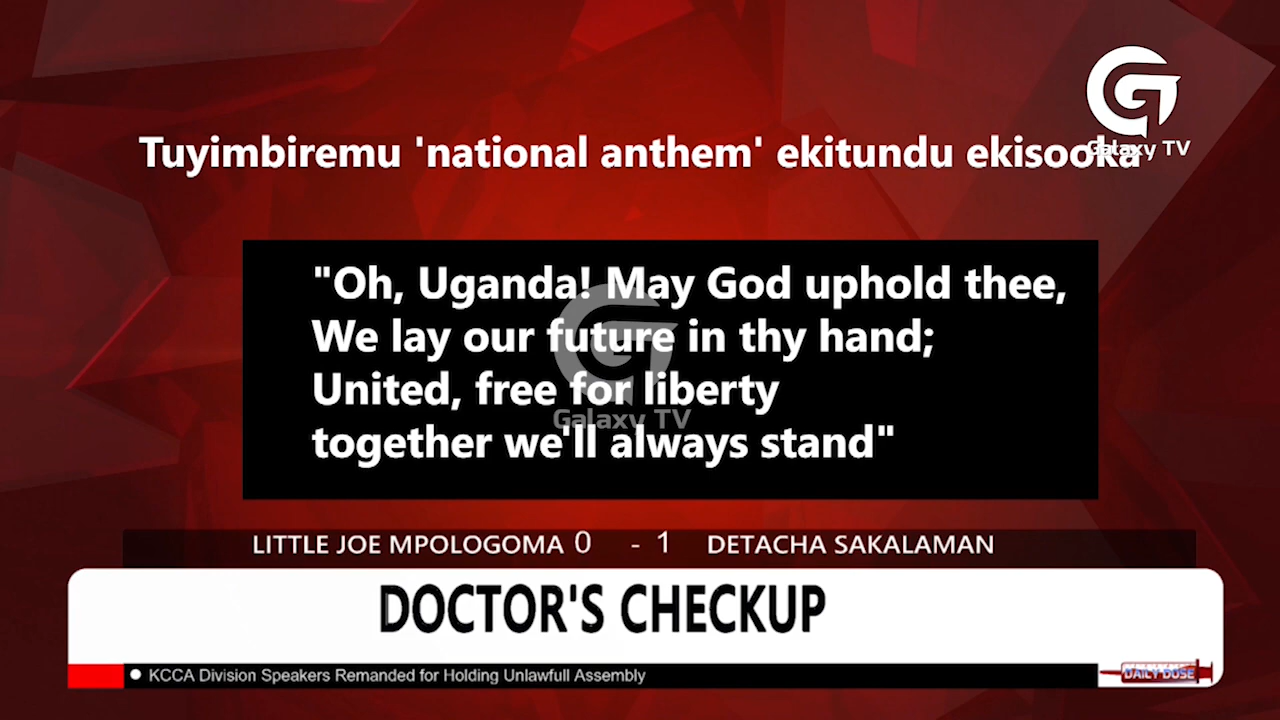 Galaxy TV
Tuyimbiremu 'national anthem' ekitundu ekisooka
"Oh, Uganda! May God uphold thee,
We lay our future in thy hand;
United, free for liberty
together we'll always stand"
Galaxy TV
LITTLE JOE MPOLOGOMA 0 - 1 DETACHA SAKALAMAN
DOCTOR'S CHECKUP
KCCA Division Speakers Remanded for Holding Unlawfull Assembly
DAILY DOSE